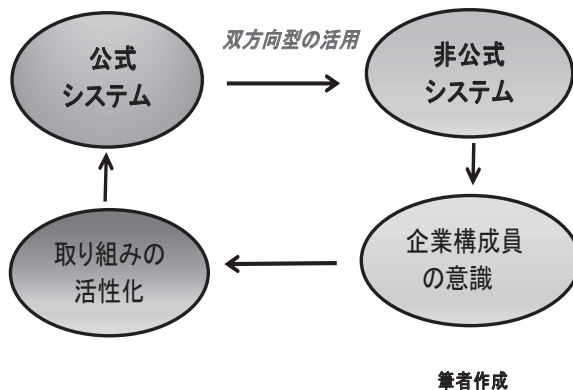 公式
システム
双方向型の活用
非公式
システム
企業構成員
の意識
取り組みの
活性化
筆者作成